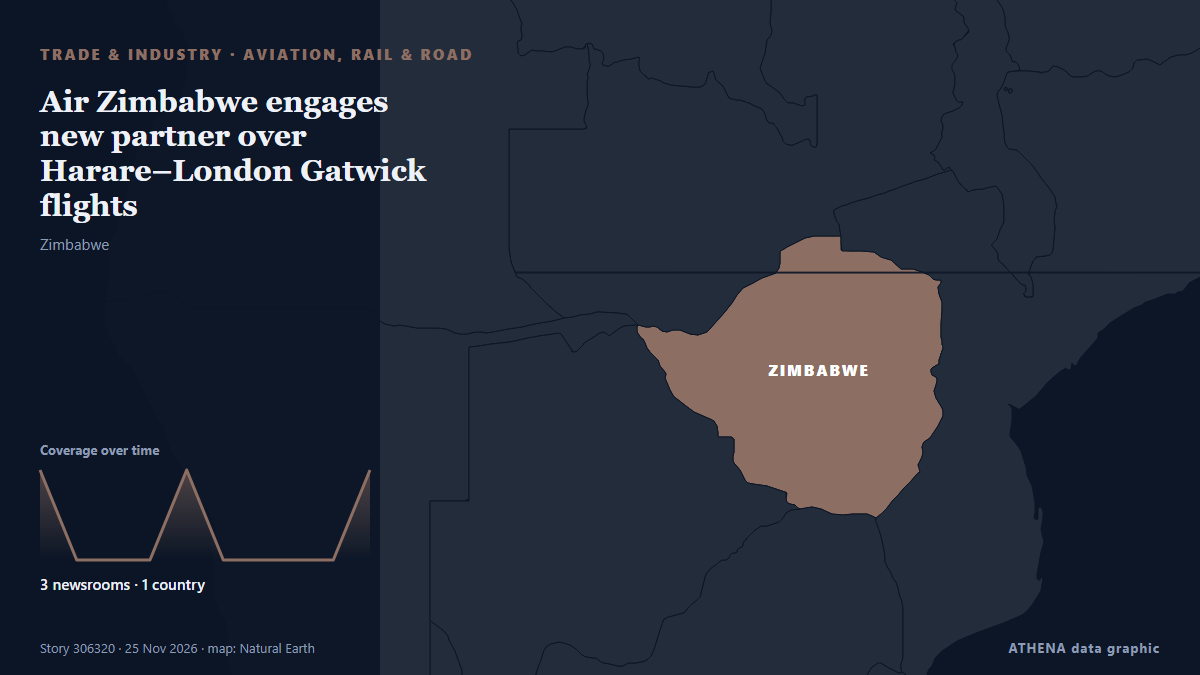 TRADE & INDUSTRY · AVIATION, RAIL & ROAD
Air Zimbabwe engages
new partner over
Harare–London Gatwick
flights
Zimbabwe
ZIMBABWE
Coverage over time
3 newsrooms · 1 country
Story 306320 · 25 Nov 2026 · map: Natural Earth
ATHENA data graphic